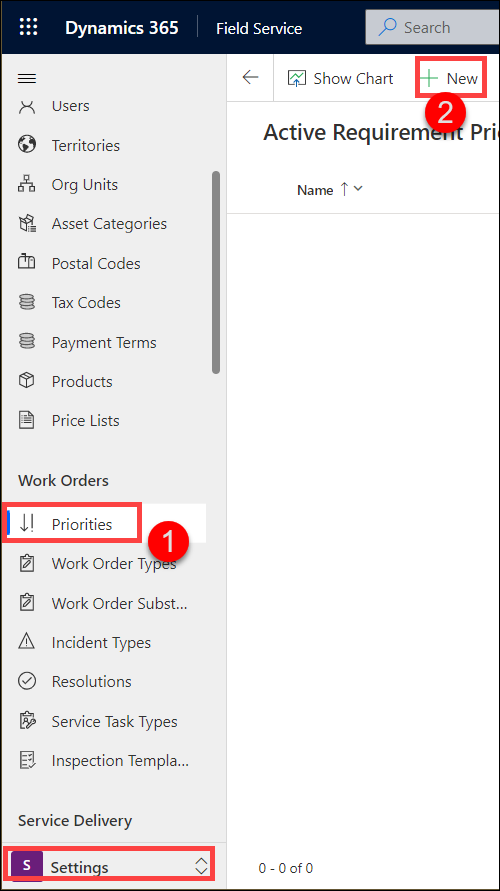 Dynamics 365 Field Service Search
Show Chart New
2
Active Requirement Pri
Name
Users
Territories
Org Units
Asset Categories
Postal Codes
Tax Codes
Payment Terms
Products
Price Lists
Work Orders
Priorities
1
Work Order Types
Work Order Subst...
Incident Types
Resolutions
Service Task Types
Inspection Templa...
Service Delivery
S Settings
0 - 0 of 0